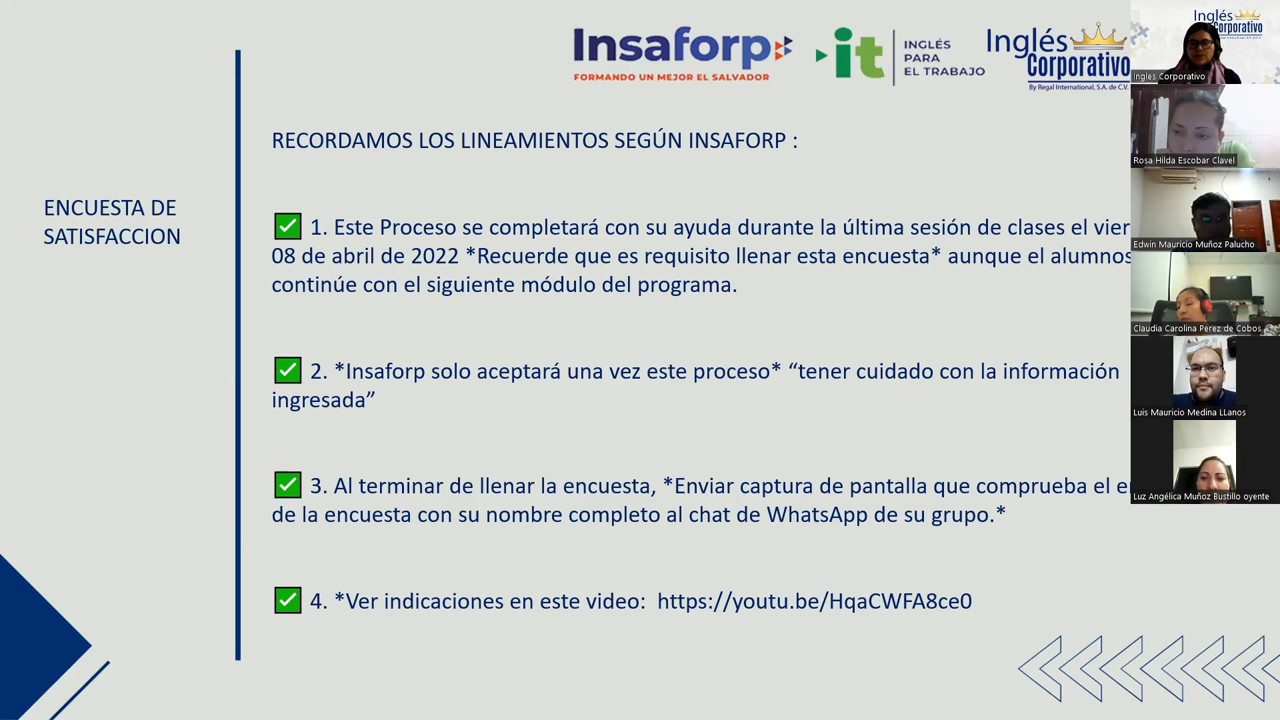 Insaforp
FORMANDO UN MEJOR EL SALVADOR
it
INGLÉS
PARA
EL TRABAJO
Inglés
Corporativo
By Regal International, S.A. de C.V.
ENCUESTA DE
SATISFACCION
RECORDAMOS LOS LINEAMIENTOS SEGÚN INSAFORP :
1. Este Proceso se completará con su ayuda durante la última sesión de clases el vier
08 de abril de 2022 *Recuerde que es requisito llenar esta encuesta* aunque el alumnos
continúe con el siguiente módulo del programa.
2. *Insaforp solo aceptará una vez este proceso* “tener cuidado con la información
ingresada”
3. Al terminar de llenar la encuesta, *Enviar captura de pantalla que comprueba el e
de la encuesta con su nombre completo al chat de WhatsApp de su grupo.*
4. *Ver indicaciones en este video:  https://youtu.be/HqaCWFA8ce0
Inglés
Corporativo
Ingles Corporativo
Rosa Hilda Escobar Clavel
Edwin Mauricio Muñoz Palucho
Claudia Carolina Perez de Cobos
Luis Mauricio Medina LLanos
Luz Angélica Muñoz Bustillo oyente